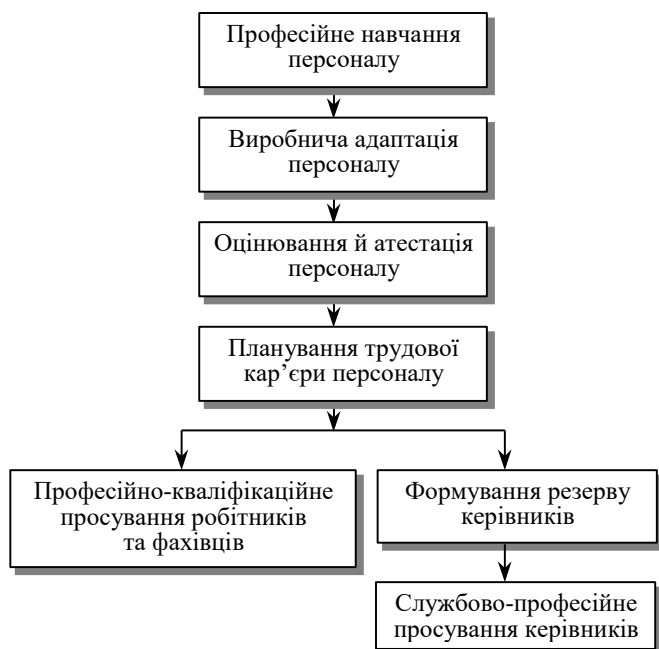 Професійне навчання
персоналу
Виробнича адаптація
персоналу
Оцінювання й атестація
персоналу
Планування трудової
кар’єри персоналу
Професійно-кваліфікаційне
просування робітників
та фахівців
Формування резерву
керівників
Службово-професійне
просування керівників